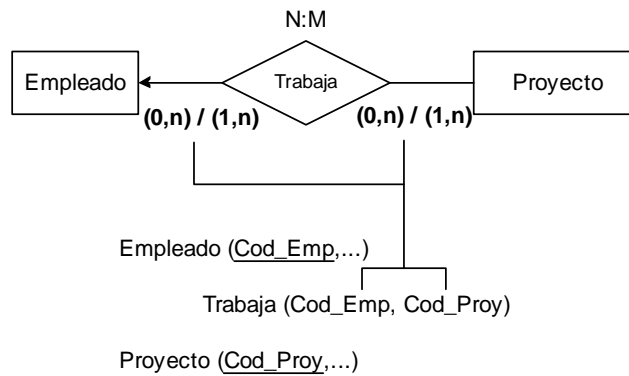 N:M
Empleado
Trabaja
Proyecto
(0,n) / (1,n)
(0,n) / (1,n)
Empleado (Cod_Emp,...)
Trabaja (Cod_Emp, Cod_Proy)
Proyecto (Cod_Proy,...)